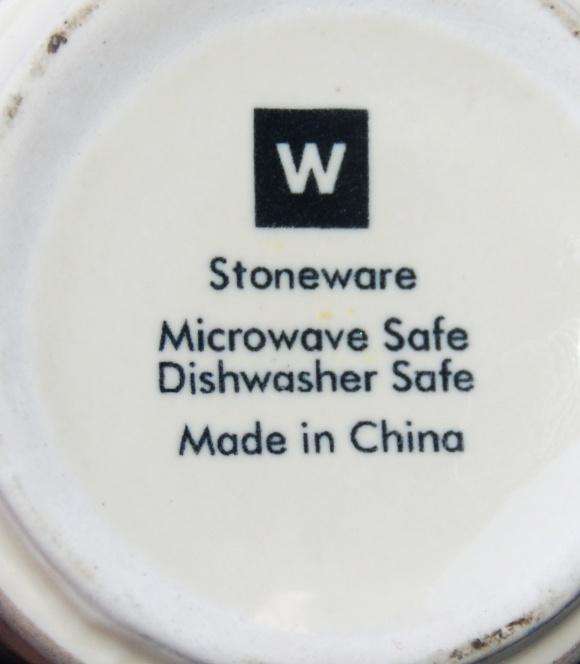 W
Stoneware
Microwave Safe
Dishwasher Safe
Made in China